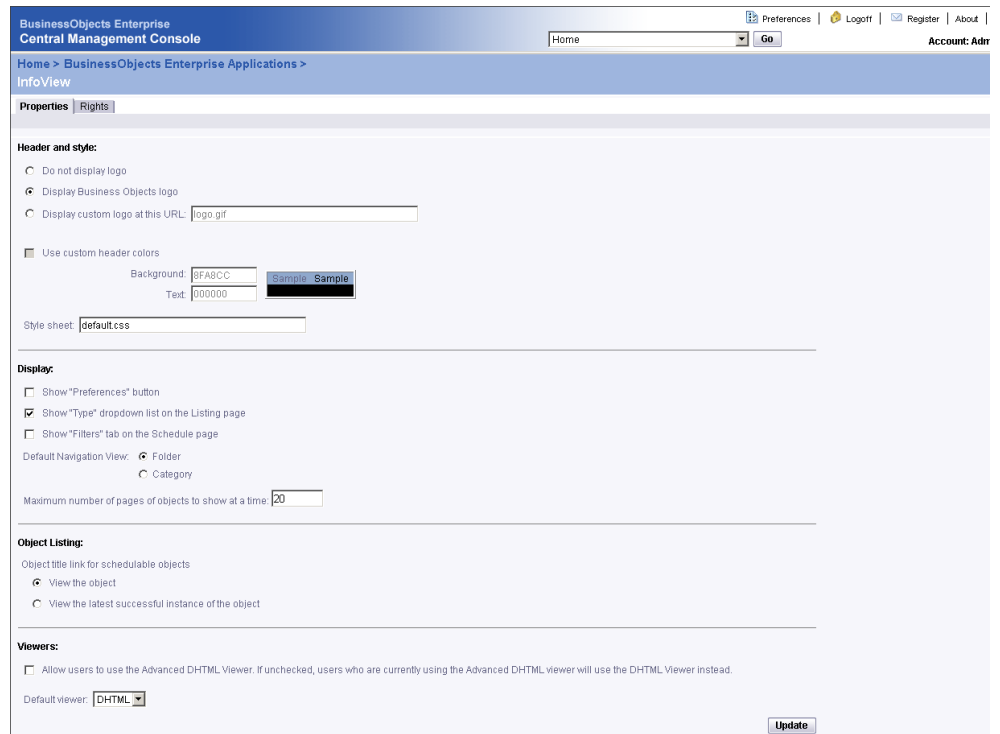 BusinessObjects Enterprise
Central Management Console
Preferences | Logoff | Register | About |
Home Go
Account: Adm
Home > BusinessObjects Enterprise Applications >
InfoView
Properties Rights
Header and style:
Do not display logo
Display Business Objects logo
Display custom logo at this URL: logo.gif
Use custom header colors
Background: 8FA8CC
Sample Sample
Text: 000000
Style sheet: default.css
Display:
Show "Preferences" button
Show "Type" dropdown list on the Listing page
Show "Filters" tab on the Schedule page
Default Navigation View: Folder
Category
Maximum number of pages of objects to show at a time: 20
Object Listing:
Object title link for schedulable objects
View the object
View the latest successful instance of the object
Viewers:
Allow users to use the Advanced DHTML Viewer. If unchecked, users who are currently using the Advanced DHTML viewer will use the DHTML Viewer instead.
Default viewer: DHTML
Update